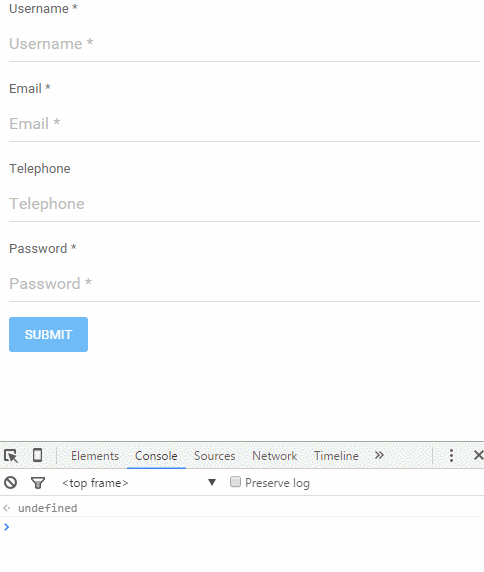 Username *
Username *
Email *
Email *
Telephone
Telephone
Password *
Password *
SUBMIT
Elements Console Sources Network Timeline
<top frame> Preserve log
undefined